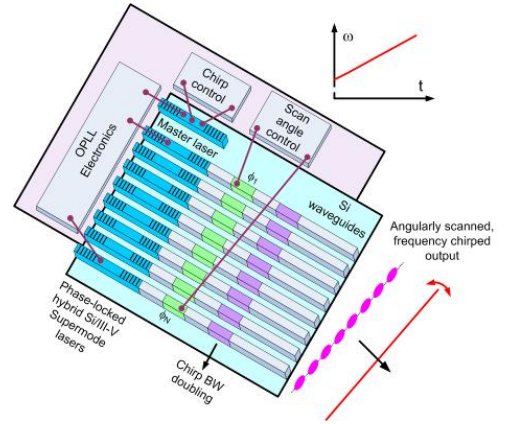 ω
t
Chirp
control
Scan
angle
control
OPLL
Electronics
Master laser
ϕ1
Si
waveguides
Angularly scanned,
frequency chirped
output
Phase-locked
hybrid Si/III-V
Supermode
lasers
ϕN
Chirp BW
doubling